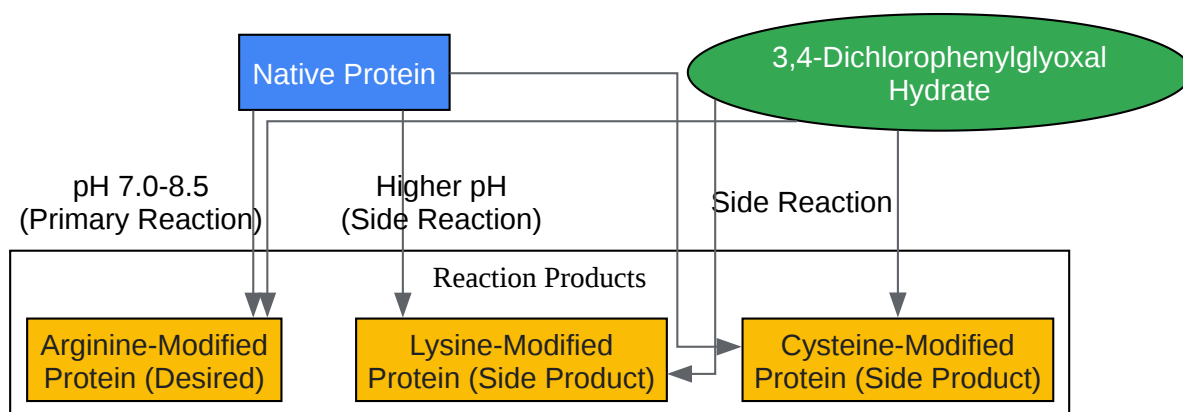 Native Protein
3,4-Dichlorophenylglyoxal
Hydrate
pH 7.0-8.5
(Primary Reaction)
Higher pH
(Side Reaction)
Side Reaction
Reaction Products
Arginine-Modified
Protein (Desired)
Lysine-Modified
Protein (Side Product)
Cysteine-Modified
Protein (Side Product)